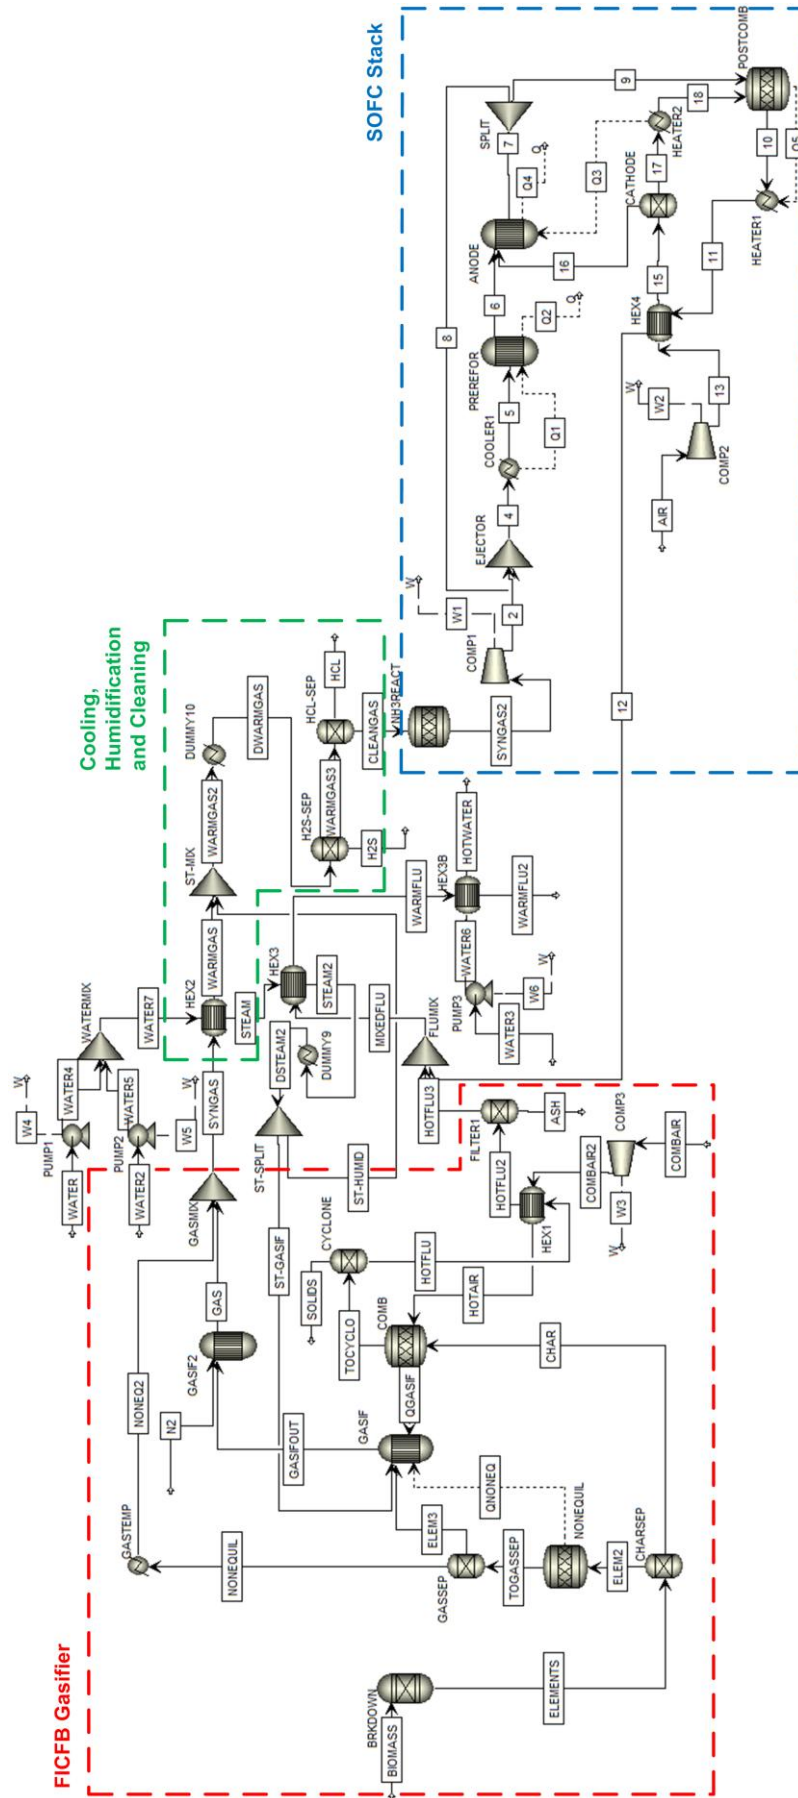 FICFB Gasifier
Cooling,
Humidification
and Cleaning
SOFC Stack
BIOMASS
BRKDOWN
ELEMENTS
CHARSEP
ELEM2
NONEQUIL
QNONEQ
TOGASSEP
GASSEP
ELEM3
NONEQUIL
GASTEMP
NONEQ2
CHAR
COMB
QGASIF
GASIF
GASIFOUT
N2
GASIF2
GAS
GASMIX
SYNGAS
TOCYCLO
CYCLONE
SOLIDS
HOTFLU
HOTAIR
HEX1
HOTFLU2
COMBAIR
COMP3
COMBAIR2
W3
W
FILTER1
ASH
HOTFLU3
ST-GASIF
ST-SPLIT
ST-HUMID
WATER
PUMP1
W4
W
WATER4
WATER2
PUMP2
W5
W
WATER5
WATERMIX
WATER7
HEX2
STEAM
WARMGAS
ST-MIX
WARMGAS2
DUMMY10
DWARMGAS
H2S-SEP
H2S
WARMGAS3
HCL-SEP
HCL
CLEANGAS
HEX3
STEAM2
DUMMY9
DSTEAM2
MIXEDFLU
FLUMIX
WARMFLU
WATER3
PUMP3
W6
W
WATER6
HEX3B
HOTWATER
WARMFLU2
NH3REACT
SYNGAS2
COMP1
W1
W
2
EJECTOR
4
COOLER1
Q1
5
PREREFOR
Q2
Q
6
ANODE
Q4
Q
7
SPLIT
8
9
AIR
COMP2
W2
W
13
HEX4
12
15
CATHODE
16
17
HEATER2
Q3
18
POSTCOMB
10
Q5
HEATER1
11